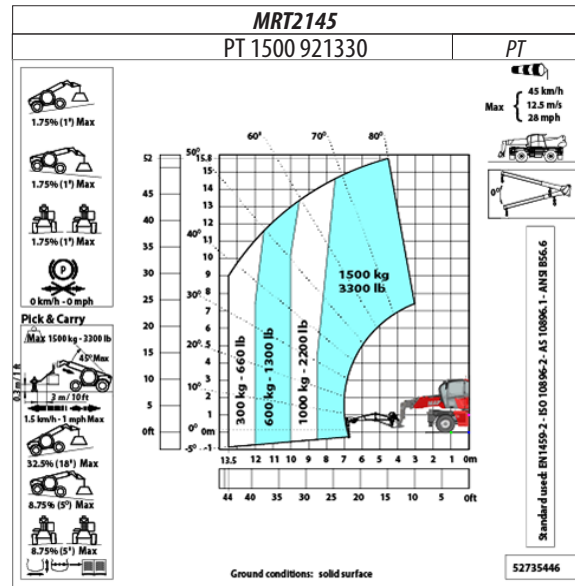 MRT2145
PT 1500 921330
PT
1.75% (1°) Max
1.75% (1°) Max
1.75% (1°) Max
P
0 km/h - 0 mph
Pick & Carry
Max 1500 kg - 3300 lb
45° Max
0.3 m / 1 ft
3 m / 10 ft
1.5 km/h - 1 mph Max
32.5% (18°) Max
8.75% (5°) Max
8.75% (5°) Max
50°
60°
70°
80°
40°
30°
20°
10°
0°
-5°
52
45
40
35
30
25
20
15
10
5
0ft
15.8
15
14
13
12
11
10
9
8
7
6
5
4
3
2
1
0m
-1
300 kg - 660 lb
600 kg - 1300 lb
1000 kg - 2200 lb
1500 kg
3300 lb
13.5 12 11 10 9 8 7 6 5 4 3 2 1 0m
44 40 35 30 25 20 15 10 5 0ft
Ground conditions: solid surface
Max
45 km/h
12.5 m/s
28 mph
0°
Standard used: EN1459-2 - ISO 10896-2 - AS 10896.1 - ANSI B56.6
52735446